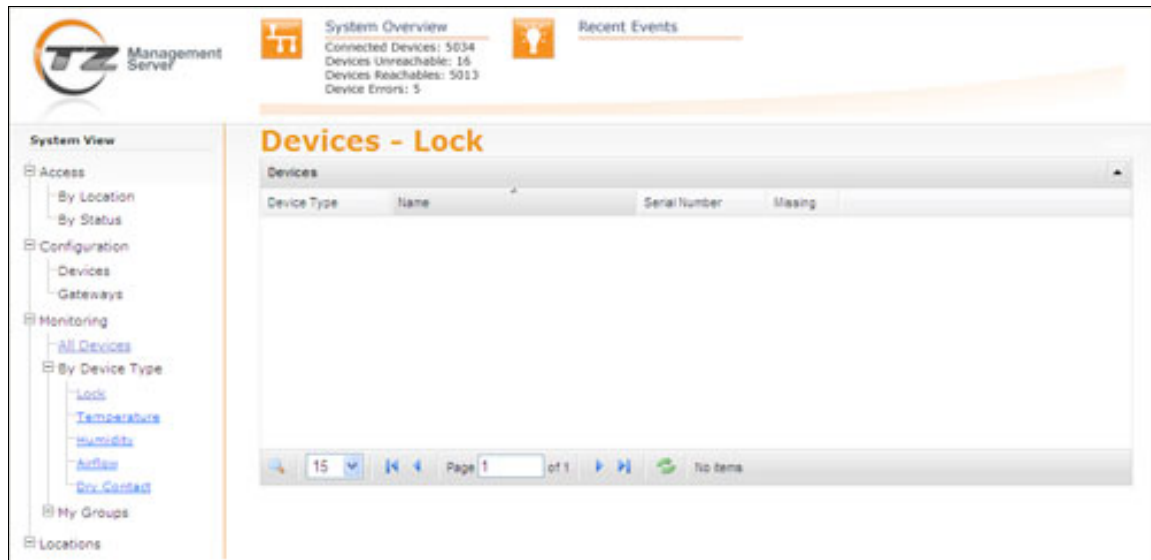 TZ
Management
Server
System Overview
Connected Devices: 5034
Devices Unreachable: 16
Devices Reachables: 5013
Device Errors: 5
Recent Events
System View
Access
By Location
By Status
Configuration
Devices
Gateways
Monitoring
All Devices
By Device Type
Lock
Temperature
Humidity
Airflow
Dry Contact
My Groups
Locations
Devices - Lock
Devices
Device Type Name Serial Number Missing
15 Page 1 of 1 No items